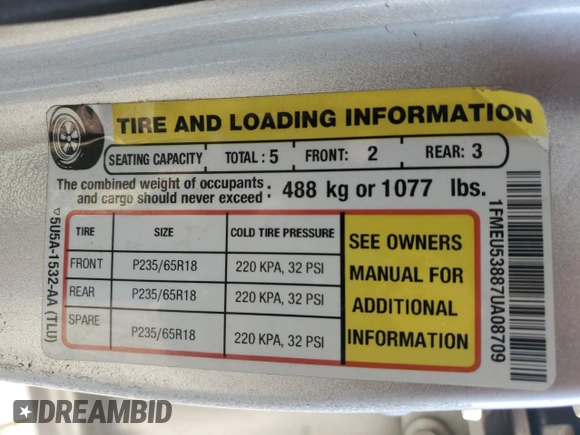 TIRE AND LOADING INFORMATION
SEATING CAPACITY TOTAL : 5 FRONT: 2 REAR: 3
The combined weight of occupants and cargo should never exceed : 488 kg or 1077 lbs.
TIRE SIZE COLD TIRE PRESSURE
FRONT P235/65R18 220 KPA, 32 PSI
REAR P235/65R18 220 KPA, 32 PSI
SPARE P235/65R18 220 KPA, 32 PSI
SEE OWNERS
MANUAL FOR
ADDITIONAL
INFORMATION
▽5U5A-1532-AA (TLU)
1FMEU53887UA08709
DREAMBID